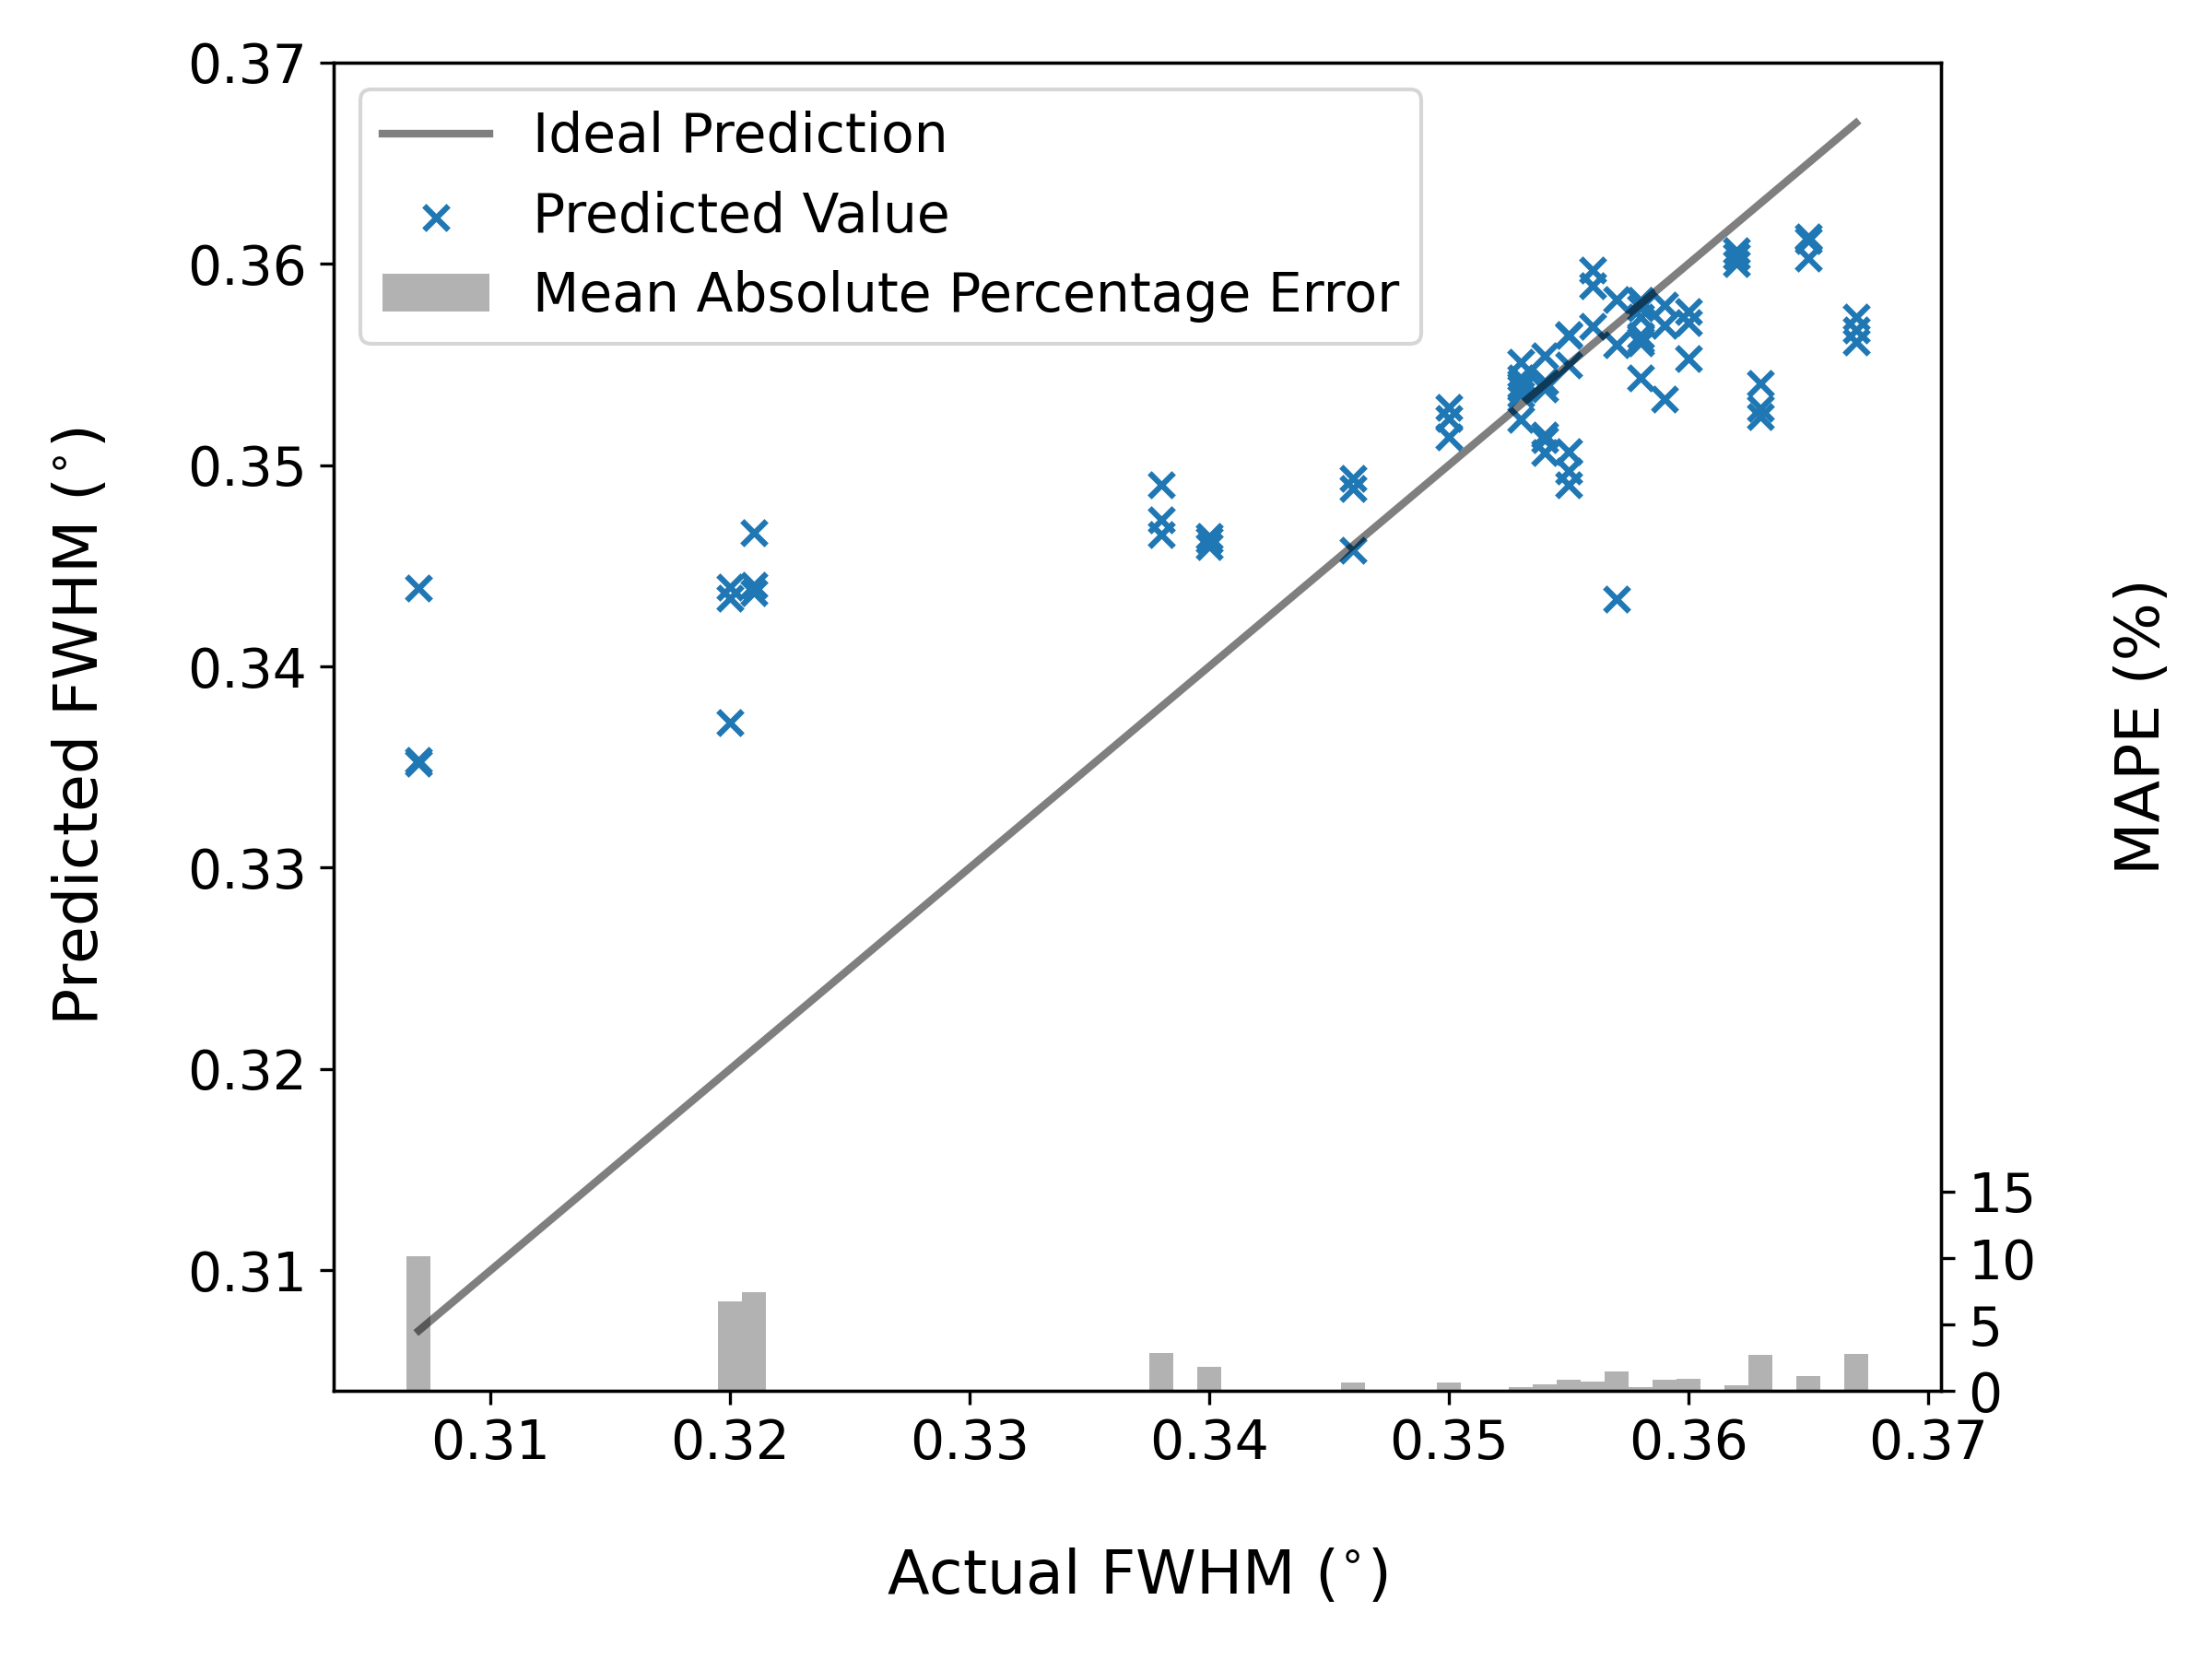 0.37
0.36
0.35
0.34
0.33
0.32
0.31
Predicted FWHM (°)
Ideal Prediction
Predicted Value
Mean Absolute Percentage Error
MAPE (%)
15
10
5
0
0.31 0.32 0.33 0.34 0.35 0.36 0.37
Actual FWHM (°)